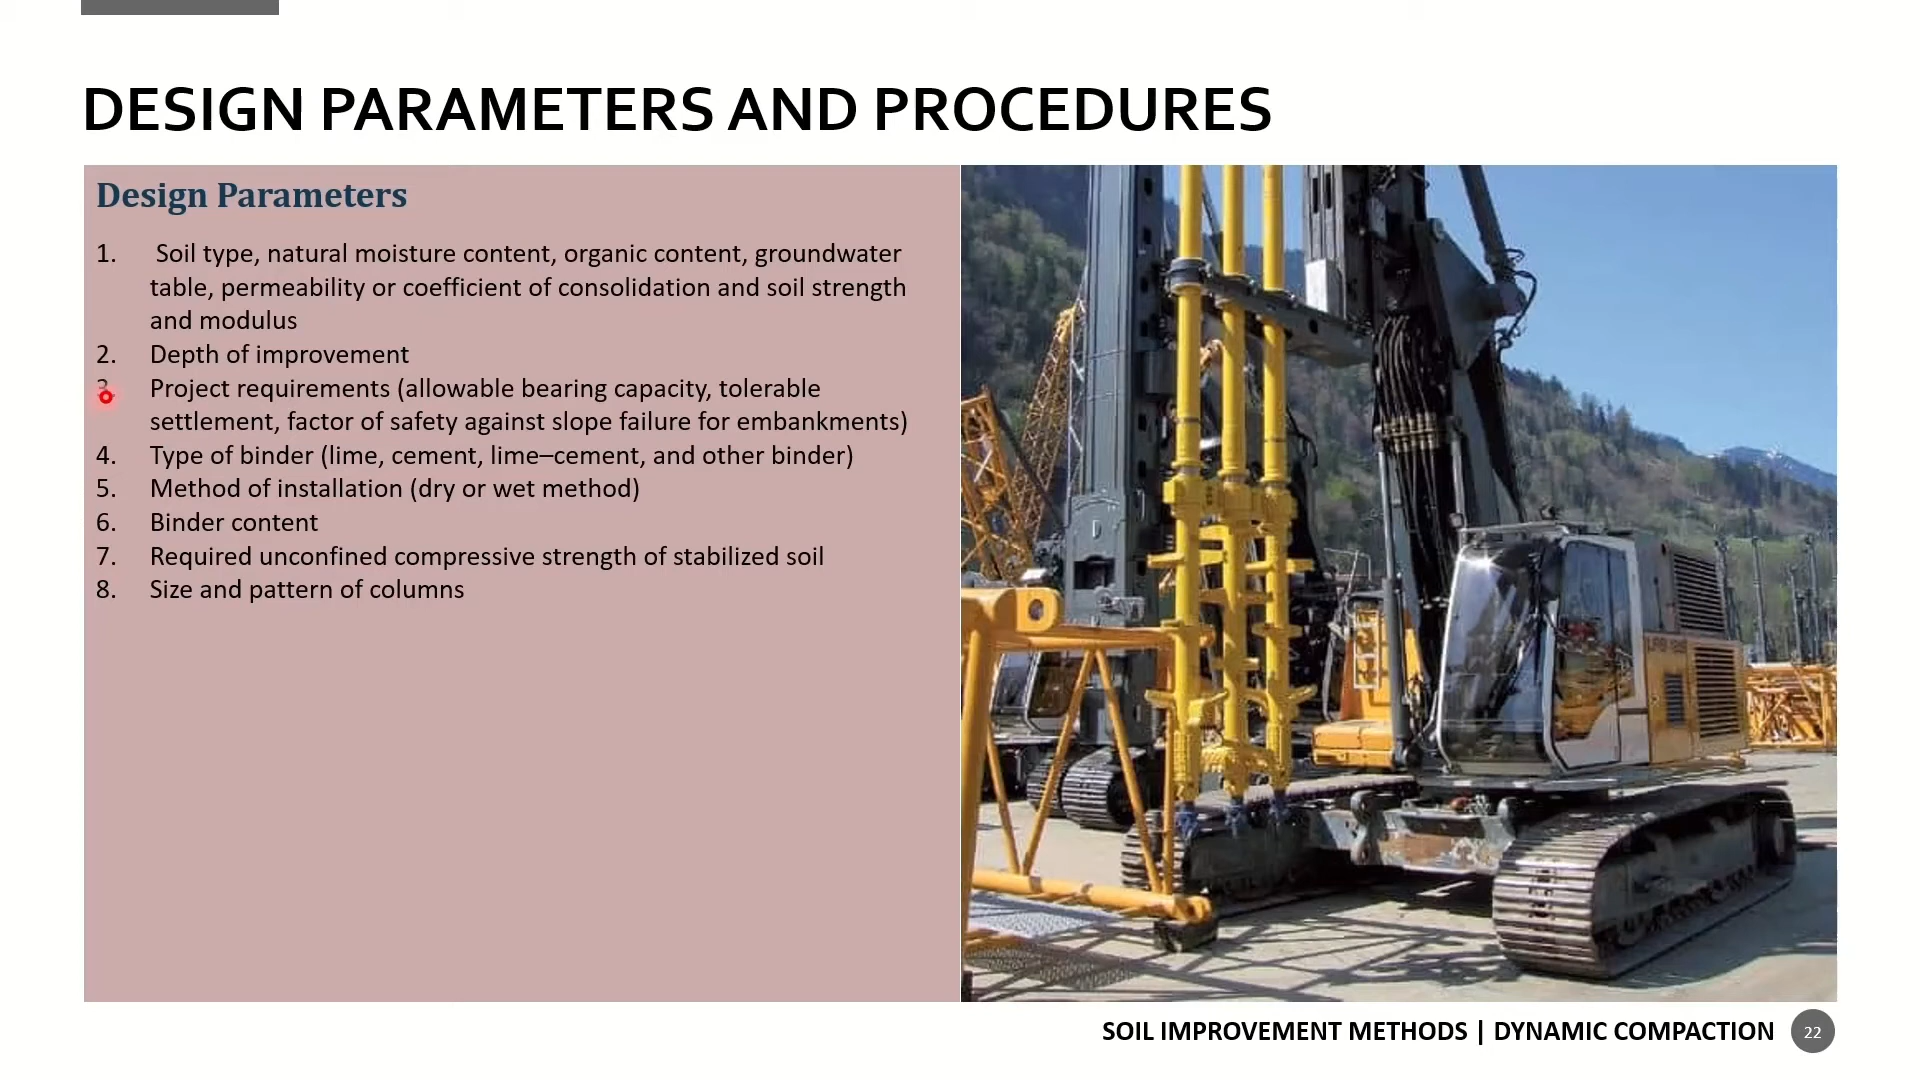 DESIGN PARAMETERS AND PROCEDURES
Design Parameters
1. Soil type, natural moisture content, organic content, groundwater
table, permeability or coefficient of consolidation and soil strength
and modulus
2. Depth of improvement
Project requirements (allowable bearing capacity, tolerable
settlement, factor of safety against slope failure for embankments)
4. Type of binder (lime, cement, lime–cement, and other binder)
5. Method of installation (dry or wet method)
6. Binder content
7. Required unconfined compressive strength of stabilized soil
8. Size and pattern of columns
SOIL IMPROVEMENT METHODS | DYNAMIC COMPACTION 22